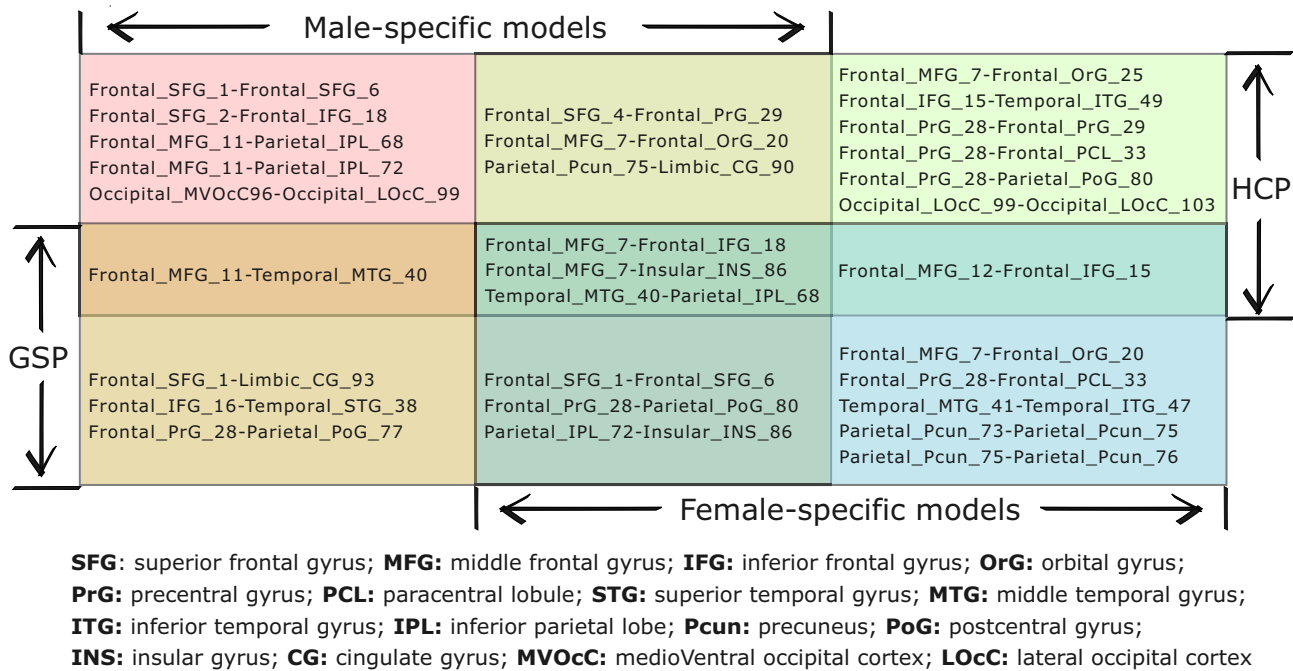 Male-specific models
Frontal_SFG_1-Frontal_SFG_6
Frontal_SFG_2-Frontal_IFG_18
Frontal_MFG_11-Parietal_IPL_68
Frontal_MFG_11-Parietal_IPL_72
Occipital_MVOcC96-Occipital_LOcC_99
Frontal_SFG_4-Frontal_PrG_29
Frontal_MFG_7-Frontal_OrG_20
Parietal_Pcun_75-Limbic_CG_90
Frontal_MFG_7-Frontal_OrG_25
Frontal_IFG_15-Temporal_ITG_49
Frontal_PrG_28-Frontal_PrG_29
Frontal_PrG_28-Frontal_PCL_33
Frontal_PrG_28-Parietal_PoG_80
Occipital_LOcC_99-Occipital_LOcC_103
HCP
Frontal_MFG_11-Temporal_MTG_40
Frontal_MFG_7-Frontal_IFG_18
Frontal_MFG_7-Insular_INS_86
Temporal_MTG_40-Parietal_IPL_68
Frontal_MFG_12-Frontal_IFG_15
GSP
Frontal_SFG_1-Limbic_CG_93
Frontal_IFG_16-Temporal_STG_38
Frontal_PrG_28-Parietal_PoG_77
Frontal_SFG_1-Frontal_SFG_6
Frontal_PrG_28-Parietal_PoG_80
Parietal_IPL_72-Insular_INS_86
Frontal_MFG_7-Frontal_OrG_20
Frontal_PrG_28-Frontal_PCL_33
Temporal_MTG_41-Temporal_ITG_47
Parietal_Pcun_73-Parietal_Pcun_75
Parietal_Pcun_75-Parietal_Pcun_76
Female-specific models
SFG: superior frontal gyrus; MFG: middle frontal gyrus; IFG: inferior frontal gyrus; OrG: orbital gyrus;
PrG: precentral gyrus; PCL: paracentral lobule; STG: superior temporal gyrus; MTG: middle temporal gyrus;
ITG: inferior temporal gyrus; IPL: inferior parietal lobe; Pcun: precuneus; PoG: postcentral gyrus;
INS: insular gyrus; CG: cingulate gyrus; MVOcC: medioVentral occipital cortex; LOcC: lateral occipital cortex